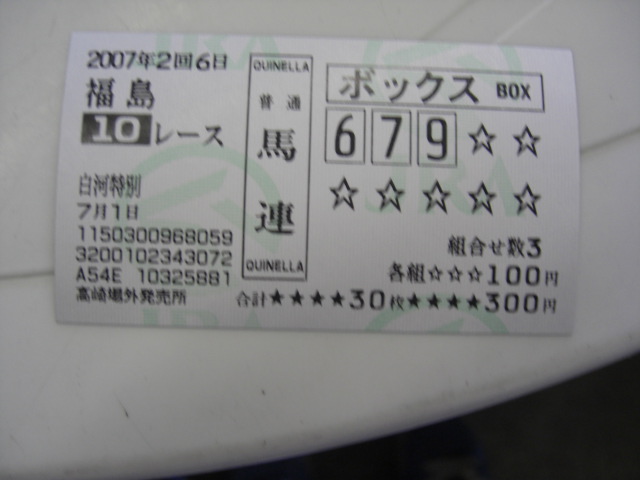 2007年2回6日
福島
10レース
白河特別
7月1日
1150300968059
3200102343072
A54E 10325881
高崎場外発売所
QUINELLA
普通
馬連
QUINELLA
ボックス BOX
6 7 9 ☆ ☆
☆ ☆ ☆ ☆ ☆
組合せ数3
各組☆☆☆100円
合計★★★★30枚★★★★300円
JRA
JRA
JRA